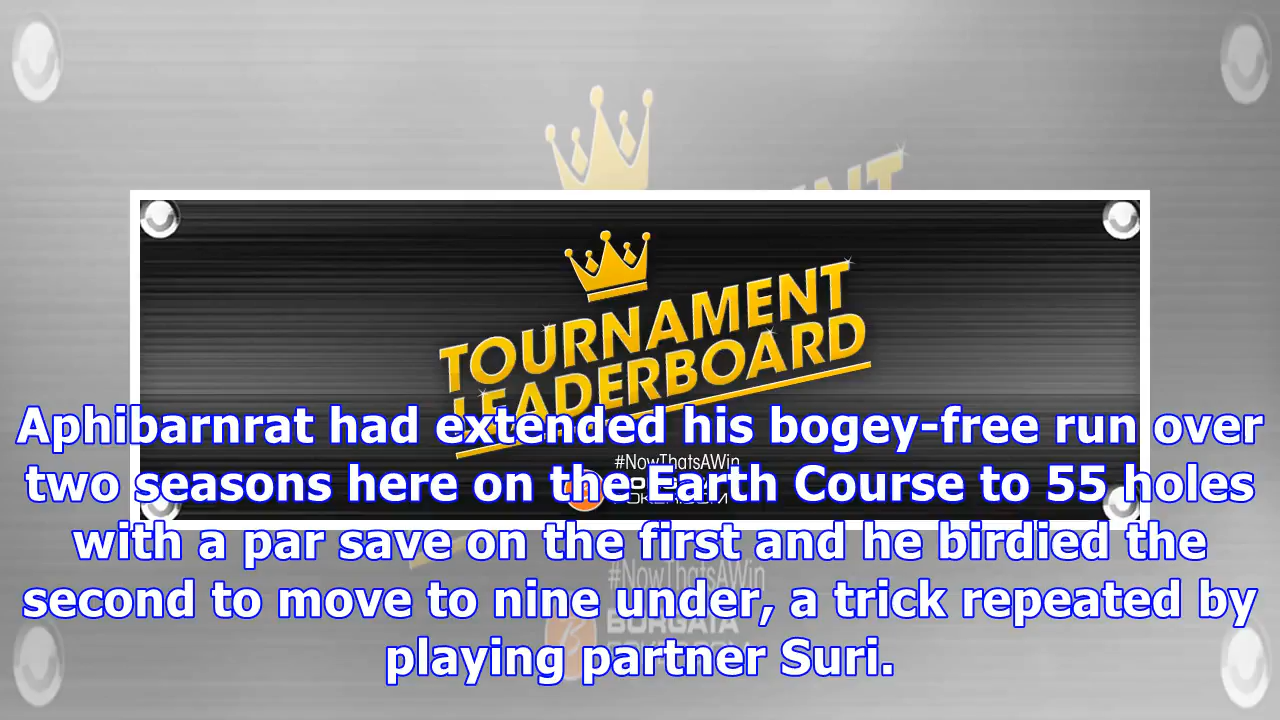 TOURNAMENT
LEADERBOARD
Aphibarnrat had extended his bogey-free run over
#NowThatsAWin
two seasons here on the Earth Course to 55 holes
with a par save on the first and he birdied the
#NowThatsAWin
second to move to nine under, a trick repeated by
BORGATA
playing partner Suri.